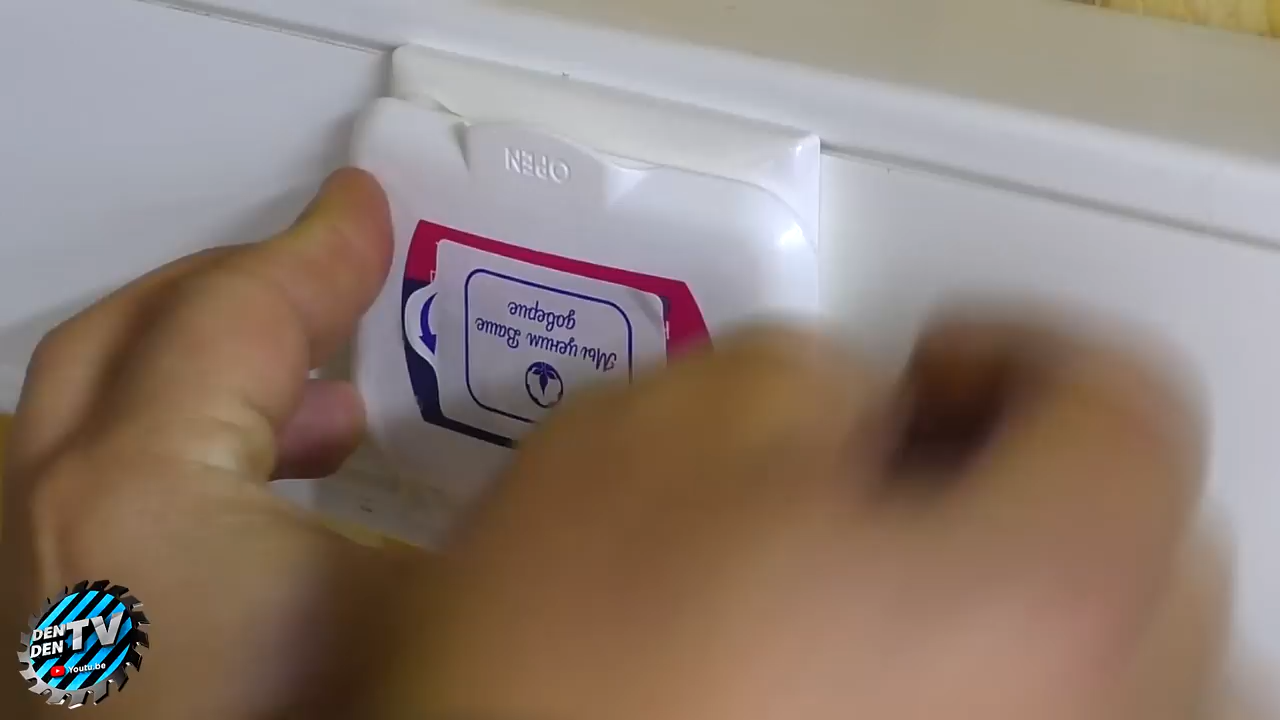 OPEN
Мы ценим Ваше
доверие
DEN
DEN TV
Youtu.be